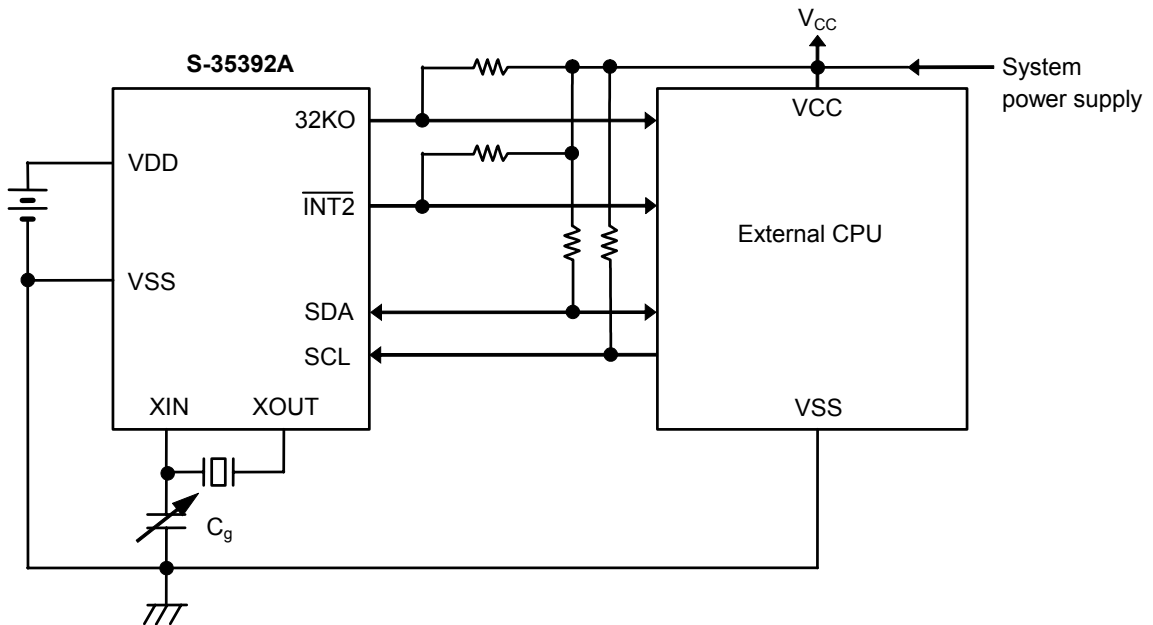 V_CC
S-35392A
System
power supply
32KO
VCC
VDD
INT2
External CPU
VSS
SDA
SCL
XIN
XOUT
VSS
C_g